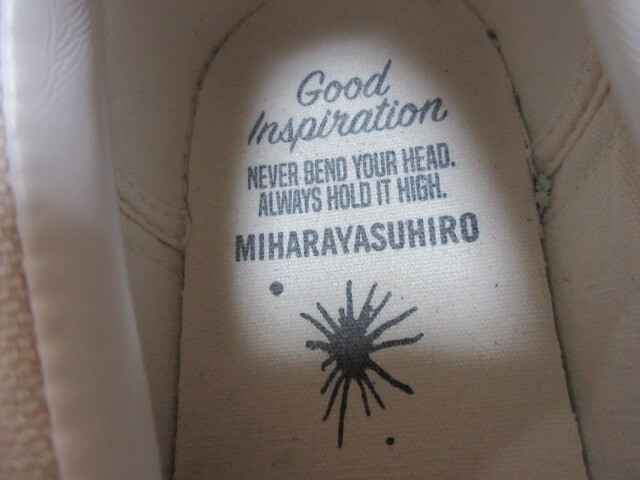 Good
Inspiration
NEVER BEND YOUR HEAD.
ALWAYS HOLD IT HIGH.
MIHARAYASUHIRO